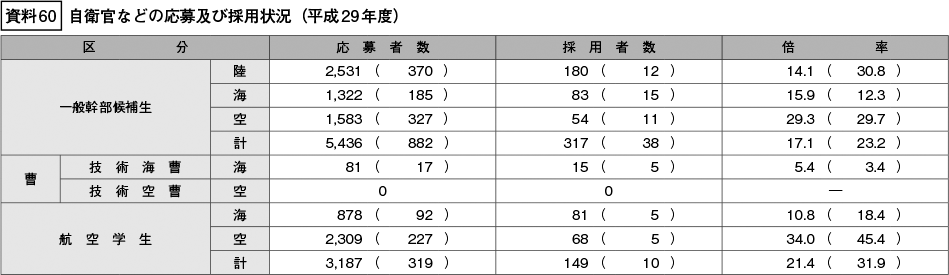 資料60 自衛官などの応募及び採用状況(平成29年度)
区分 応募者数 採用者数 倍率
陸 2,531 ( 370 ) 180 ( 12 ) 14.1 ( 30.8 )
海 1,322 ( 185 ) 83 ( 15 ) 15.9 ( 12.3 )
一般幹部候補生
空 1,583 ( 327 ) 54 ( 11 ) 29.3 ( 29.7 )
計 5,436 ( 882 ) 317 ( 38 ) 17.1 ( 23.2 )
曹
技術海曹 海 81 ( 17 ) 15 ( 5 ) 5.4 ( 3.4 )
技術空曹 空 0 0 —
海 878 ( 92 ) 81 ( 5 ) 10.8 ( 18.4 )
航空学生 空 2,309 ( 227 ) 68 ( 5 ) 34.0 ( 45.4 )
計 3,187 ( 319 ) 149 ( 10 ) 21.4 ( 31.9 )